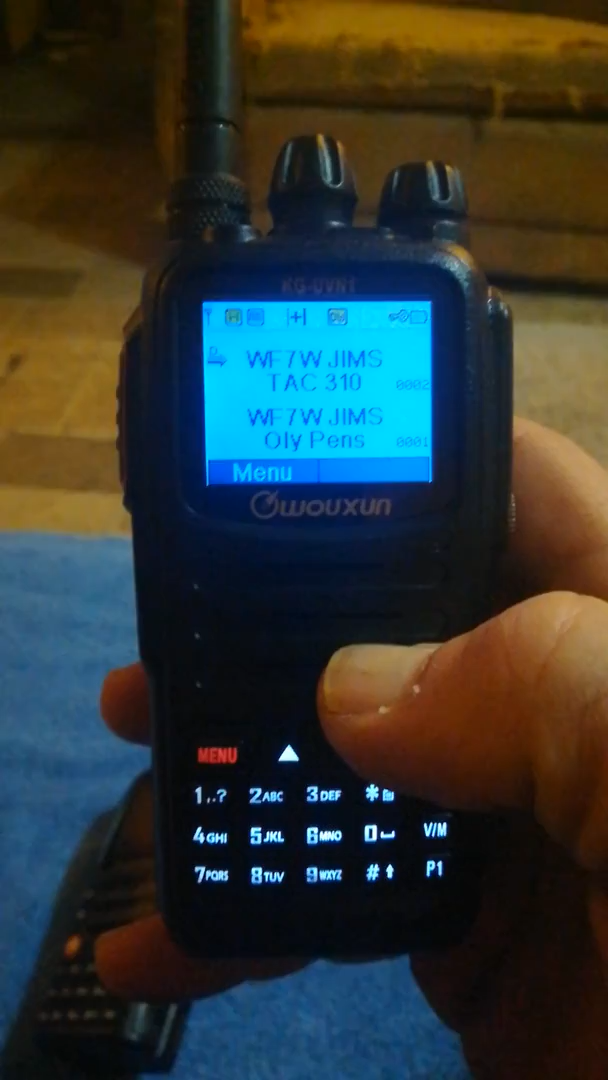 KG-UVN1
WF7W JIMS
TAC 310 0002
WF7W JIMS
Oly Pens 0001
Menu
wouxun
MENU
1,.? 2ABC 3DEF *
4GHI 5JKL 6MNO 0 V/M
7PQRS 8TUV 9WXYZ # P1